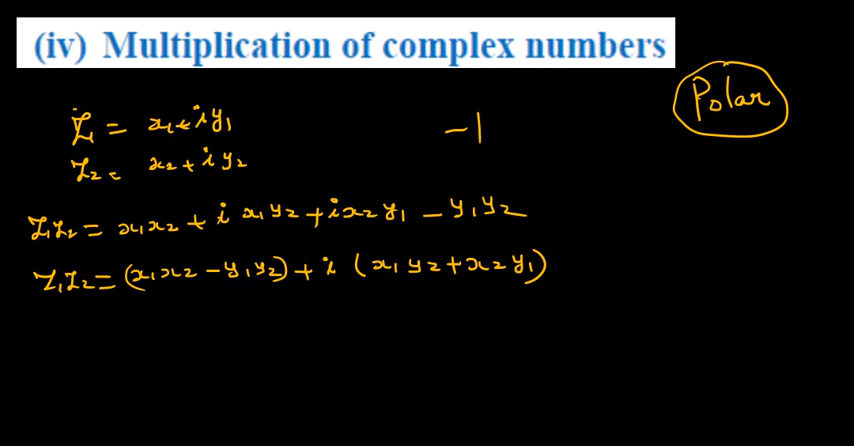 (iv) Multiplication of complex numbers
Polar
Z₁ = x₁ + iy₁
-1
Z₂ = x₂ + iy₂
Z₁Z₂ = x₁x₂ + i x₁y₂ + ix₂y₁ - y₁y₂
Z₁Z₂ = (x₁x₂ - y₁y₂) + i (x₁y₂ + x₂y₁)